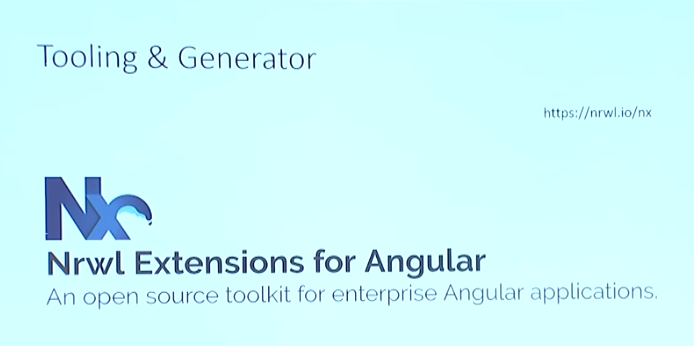 Tooling & Generator
https://nrwl.io/nx
Nx
Nrwl Extensions for Angular
An open source toolkit for enterprise Angular applications.